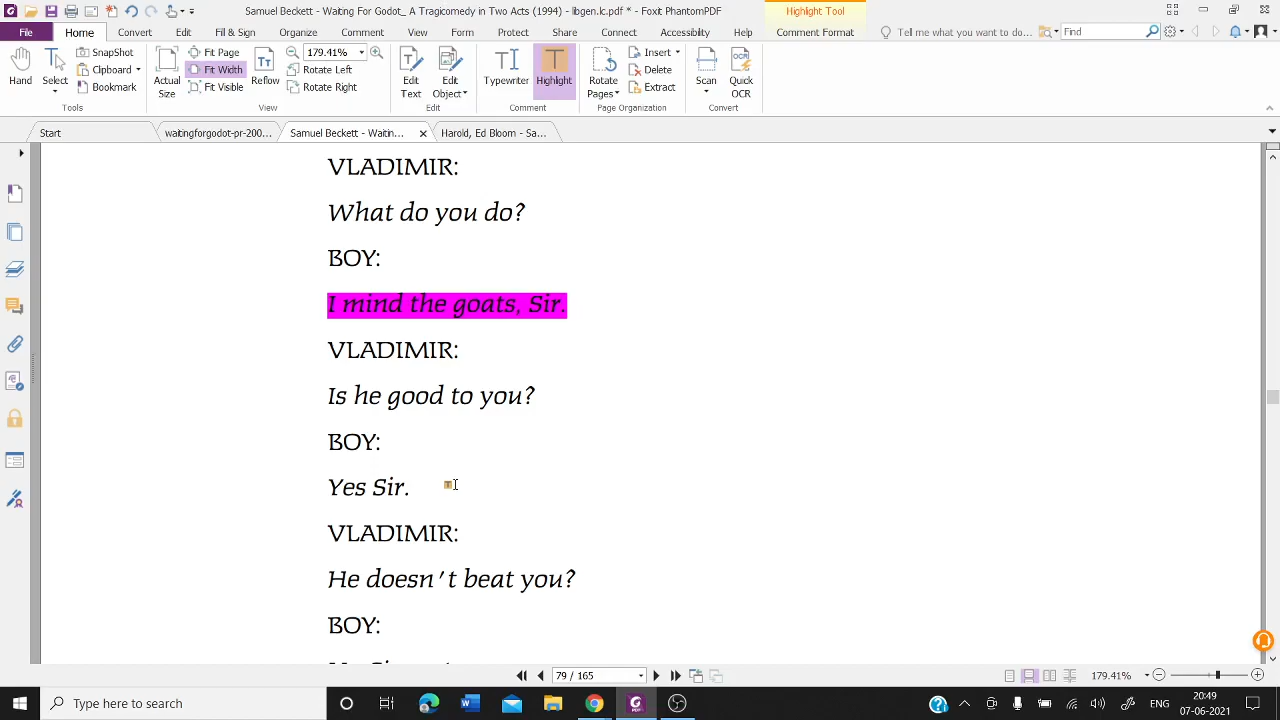 Samuel Beckett - Waiting For Godot_ A Tragicomedy in Two Acts (1994) _ libgen.lc.pdf * - Foxit PhantomPDF
Highlight Tool
File Home Convert Edit Fill & Sign Organize Comment View Form Protect Share Connect Accessibility Help Comment Format Tell me what you want to do... Find
Hand
Select
SnapShot
Clipboard
Bookmark
Tools
Actual Size
Fit Page
Fit Width
Fit Visible
Reflow
179.41%
Rotate Left
Rotate Right
View
Edit Text
Edit Object
Edit
Typewriter
Highlight
Comment
Rotate Pages
Insert
Delete
Extract
Page Organization
Scan
Quick OCR
Convert
Start waitingforgodot-pr-200... Samuel Beckett - Waitin... Harold, Ed Bloom - Sa...
VLADIMIR:
What do you do?
BOY:
I mind the goats, Sir.
VLADIMIR:
Is he good to you?
BOY:
Yes Sir.
VLADIMIR:
He doesn't beat you?
BOY:
79 / 165
179.41%
Type here to search
ENG
20:49
07-06-2021